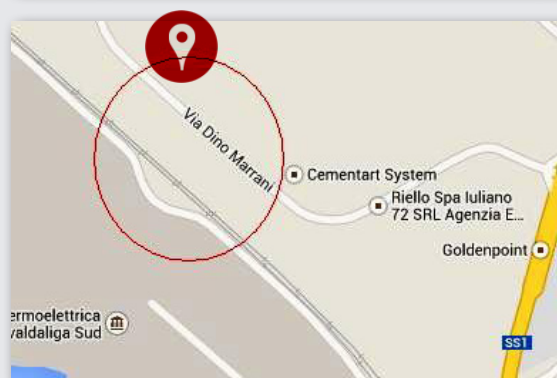 Via Dino Marrani
Cementart System
Riello Spa Iuliano
72 SRL Agenzia E...
Goldenpoint
ermoelettrica
valdaliga Sud
SS1